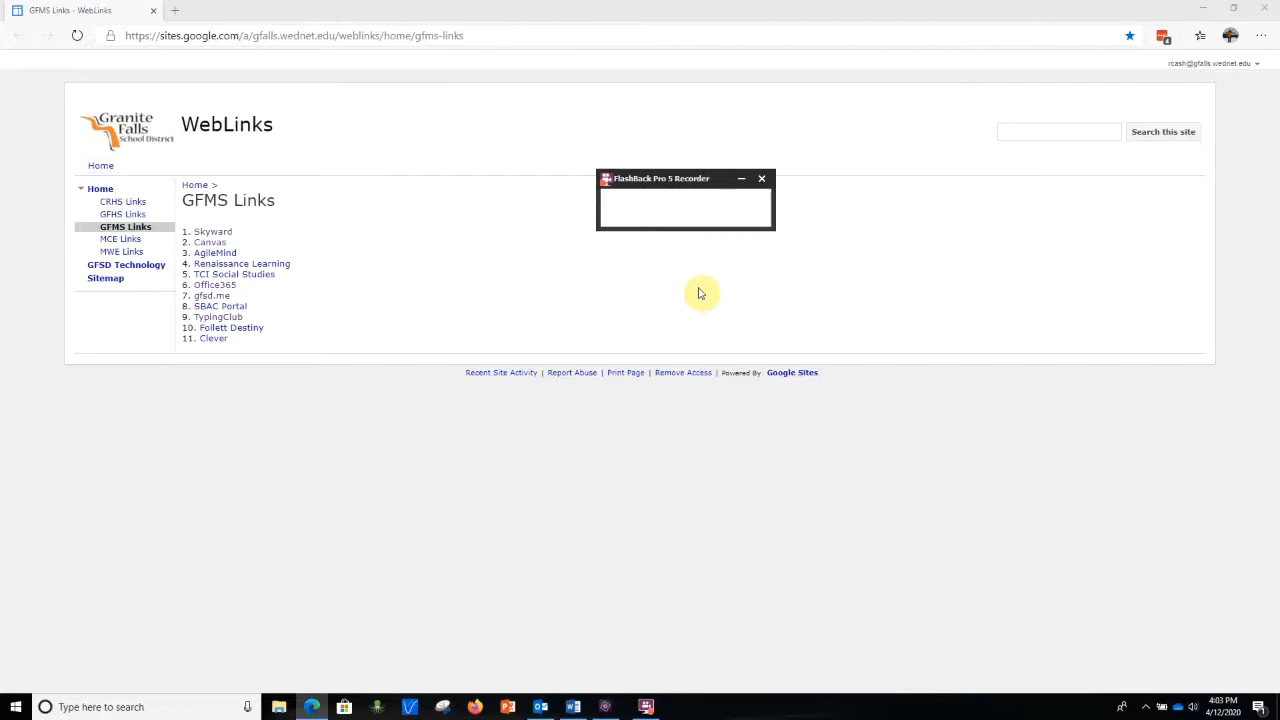 GFMS Links - WebLinks
https://sites.google.com/a/gfalls.wednet.edu/weblinks/home/gfms-links
4
rcash@gfalls.wednet.edu
Granite
Falls
School District
WebLinks
Search this site
Home
Home
CRHS Links
GFHS Links
GFMS Links
MCE Links
MWE Links
GFSD Technology
Sitemap
Home >
GFMS Links
1. Skyward
2. Canvas
3. AgileMind
4. Renaissance Learning
5. TCI Social Studies
6. Office365
7. gfsd.me
8. SBAC Portal
9. TypingClub
10. Follett Destiny
11. Clever
FlashBack Pro 5 Recorder
Recent Site Activity | Report Abuse | Print Page | Remove Access | Powered By Google Sites
Type here to search
4:03 PM
4/12/2020